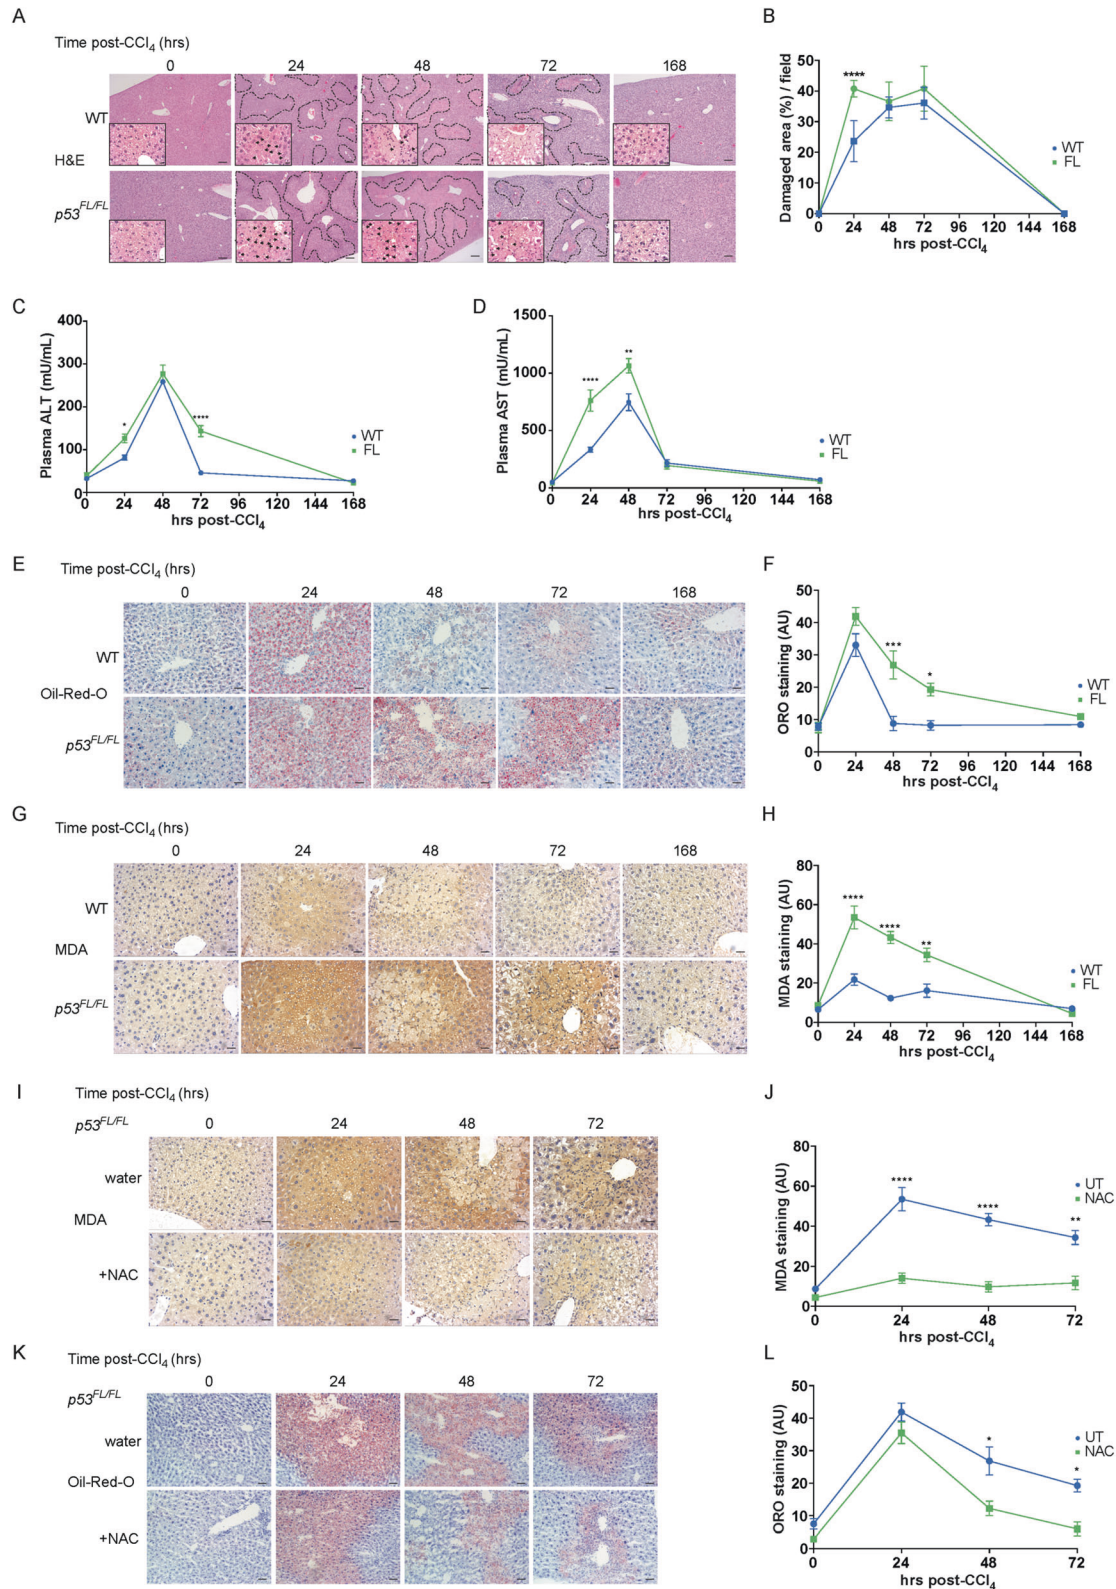 A
Time post-CCl4 (hrs)
0 24 48 72 168
WT
H&E
p53FL/FL
B
Damaged area (%) / field
50
40
30
20
10
0
****
WT
FL
0 24 48 72 96 120 144 168
hrs post-CCl4
C
Plasma ALT (mU/mL)
400
300
200
100
0
*
****
WT
FL
0 24 48 72 96 120 144 168
hrs post-CCl4
D
Plasma AST (mU/mL)
1500
1000
500
0
****
**
WT
FL
0 24 48 72 96 120 144 168
hrs post-CCl4
E
Time post-CCl4 (hrs)
0 24 48 72 168
WT
Oil-Red-O
p53FL/FL
F
ORO staining (AU)
50
40
30
20
10
0
***
*
WT
FL
0 24 48 72 96 120 144 168
hrs post-CCl4
G
Time post-CCl4 (hrs)
0 24 48 72 168
WT
MDA
p53FL/FL
H
MDA staining (AU)
80
60
40
20
0
****
****
**
WT
FL
0 24 48 72 96 120 144 168
hrs post-CCl4
I
Time post-CCl4 (hrs)
p53FL/FL
0 24 48 72
water
MDA
+NAC
J
MDA staining (AU)
80
60
40
20
0
****
****
**
UT
NAC
0 24 48 72
hrs post-CCl4
K
Time post-CCl4 (hrs)
p53FL/FL
0 24 48 72
water
Oil-Red-O
+NAC
L
ORO staining (AU)
50
40
30
20
10
0
*
*
UT
NAC
0 24 48 72
hrs post-CCl4